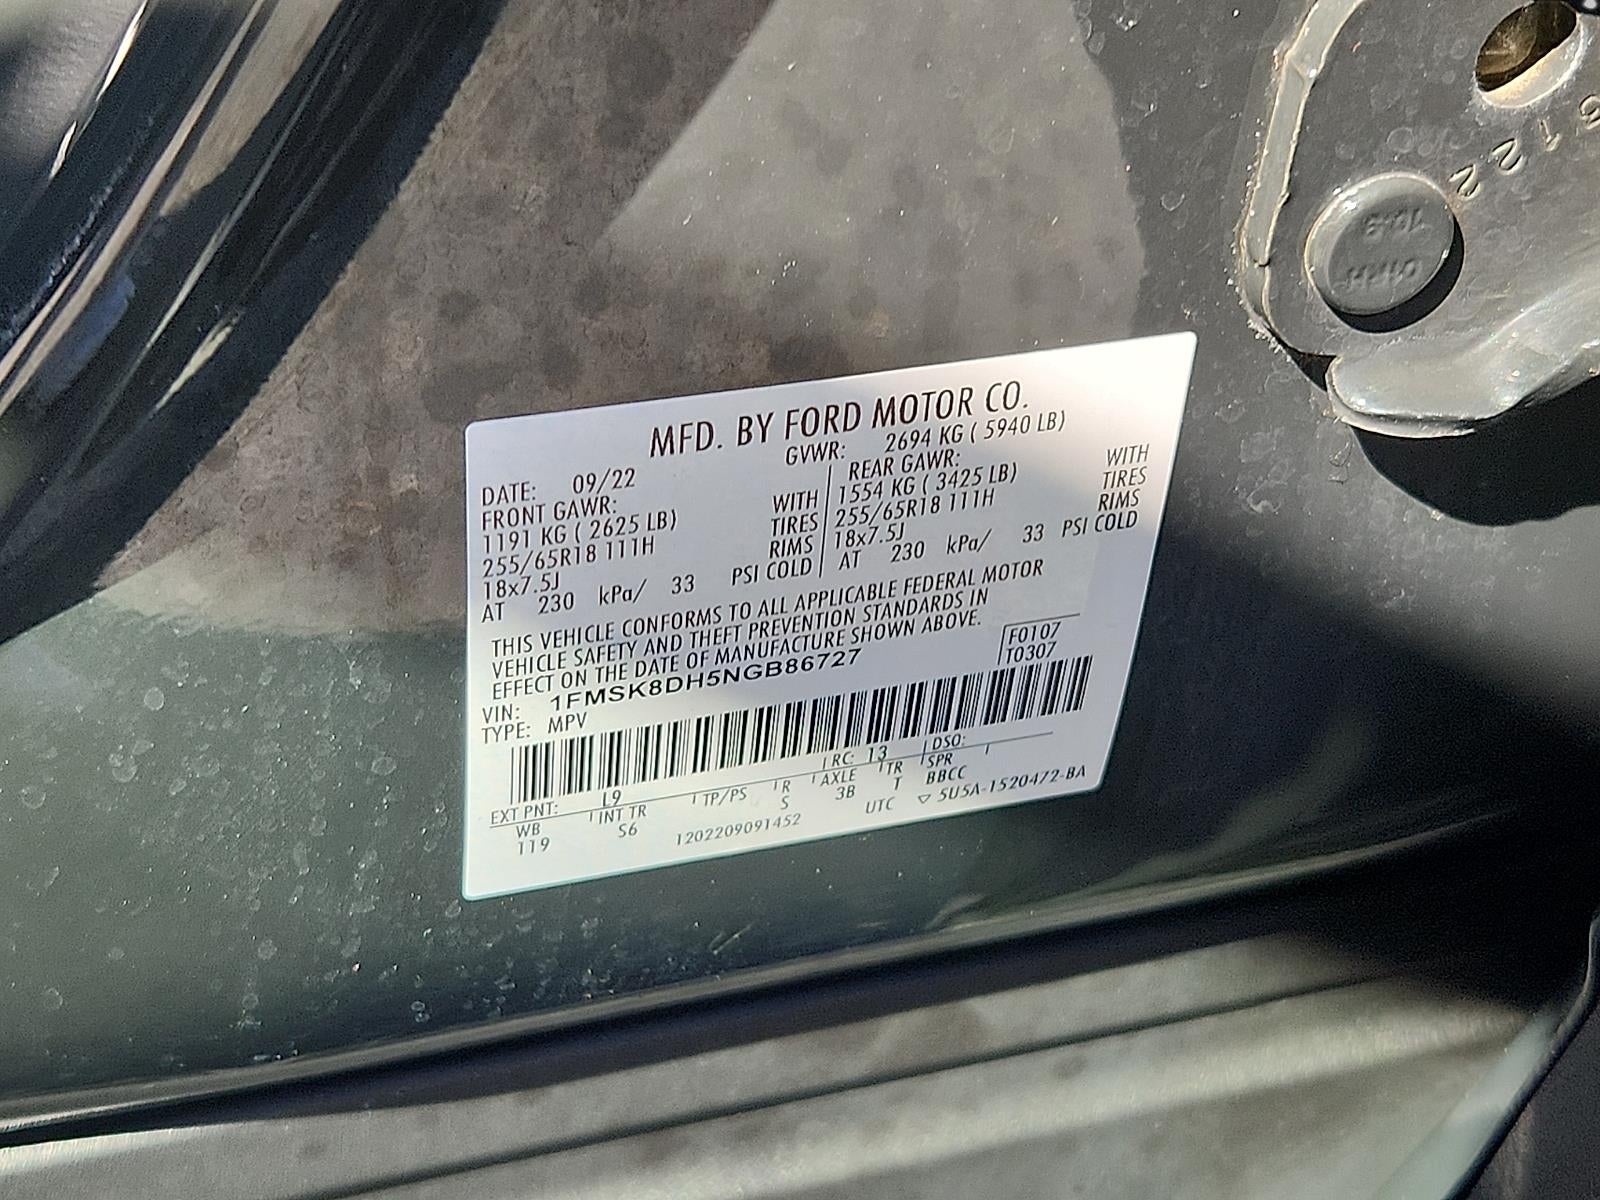 MFD. BY FORD MOTOR CO.
DATE: 09/22 GVWR: 2694 KG ( 5940 LB)
FRONT GAWR: REAR GAWR:
1191 KG ( 2625 LB) WITH 1554 KG ( 3425 LB) WITH
255/65R18 111H TIRES 255/65R18 111H TIRES
18x7.5J RIMS 18x7.5J RIMS
AT 230 kPa/ 33 PSI COLD AT 230 kPa/ 33 PSI COLD
THIS VEHICLE CONFORMS TO ALL APPLICABLE FEDERAL MOTOR
VEHICLE SAFETY AND THEFT PREVENTION STANDARDS IN
EFFECT ON THE DATE OF MANUFACTURE SHOWN ABOVE.
VIN: 1FMSK8DH5NGB86727 F0107
TYPE: MPV T0307
EXT PNT: L9 RC: 13 DSO:
WB INT TR TP/PS R AXLE TR SPR
119 S6 S 3B T BBCC
1202209091452 UTC ▽ 5U5A-1520472-BA
3122